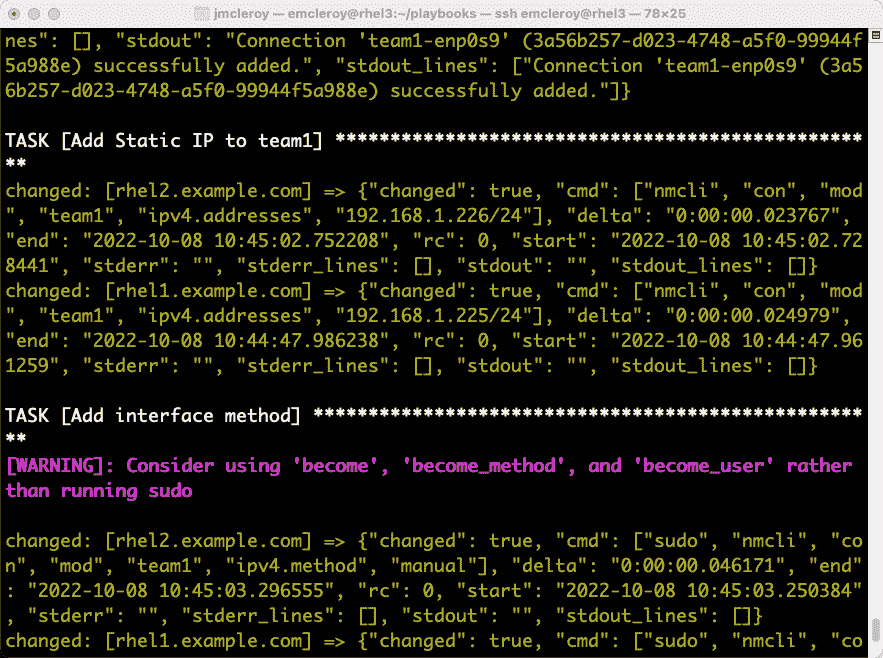 jmcleroy — emcleroy@rhel3:~/playbooks — ssh emcleroy@rhel3 — 78×25
nes": [], "stdout": "Connection 'team1-enp0s9' (3a56b257-d023-4748-a5f0-99944f
5a988e) successfully added.", "stdout_lines": ["Connection 'team1-enp0s9' (3a5
6b257-d023-4748-a5f0-99944f5a988e) successfully added."]}
TASK [Add Static IP to team1] ************************************************
**
changed: [rhel2.example.com] => {"changed": true, "cmd": ["nmcli", "con", "mod
", "team1", "ipv4.addresses", "192.168.1.226/24"], "delta": "0:00:00.023767",
"end": "2022-10-08 10:45:02.752208", "rc": 0, "start": "2022-10-08 10:45:02.72
8441", "stderr": "", "stderr_lines": [], "stdout": "", "stdout_lines": []}
changed: [rhel1.example.com] => {"changed": true, "cmd": ["nmcli", "con", "mod
", "team1", "ipv4.addresses", "192.168.1.225/24"], "delta": "0:00:00.024979",
"end": "2022-10-08 10:44:47.986238", "rc": 0, "start": "2022-10-08 10:44:47.96
1259", "stderr": "", "stderr_lines": [], "stdout": "", "stdout_lines": []}
TASK [Add interface method] **************************************************
**
[WARNING]: Consider using 'become', 'become_method', and 'become_user' rather
than running sudo
changed: [rhel2.example.com] => {"changed": true, "cmd": ["sudo", "nmcli", "co
n", "mod", "team1", "ipv4.method", "manual"], "delta": "0:00:00.046171", "end"
: "2022-10-08 10:45:03.296555", "rc": 0, "start": "2022-10-08 10:45:03.250384"
, "stderr": "", "stderr_lines": [], "stdout": "", "stdout_lines": []}
changed: [rhel1.example.com] => {"changed": true, "cmd": ["sudo", "nmcli", "co